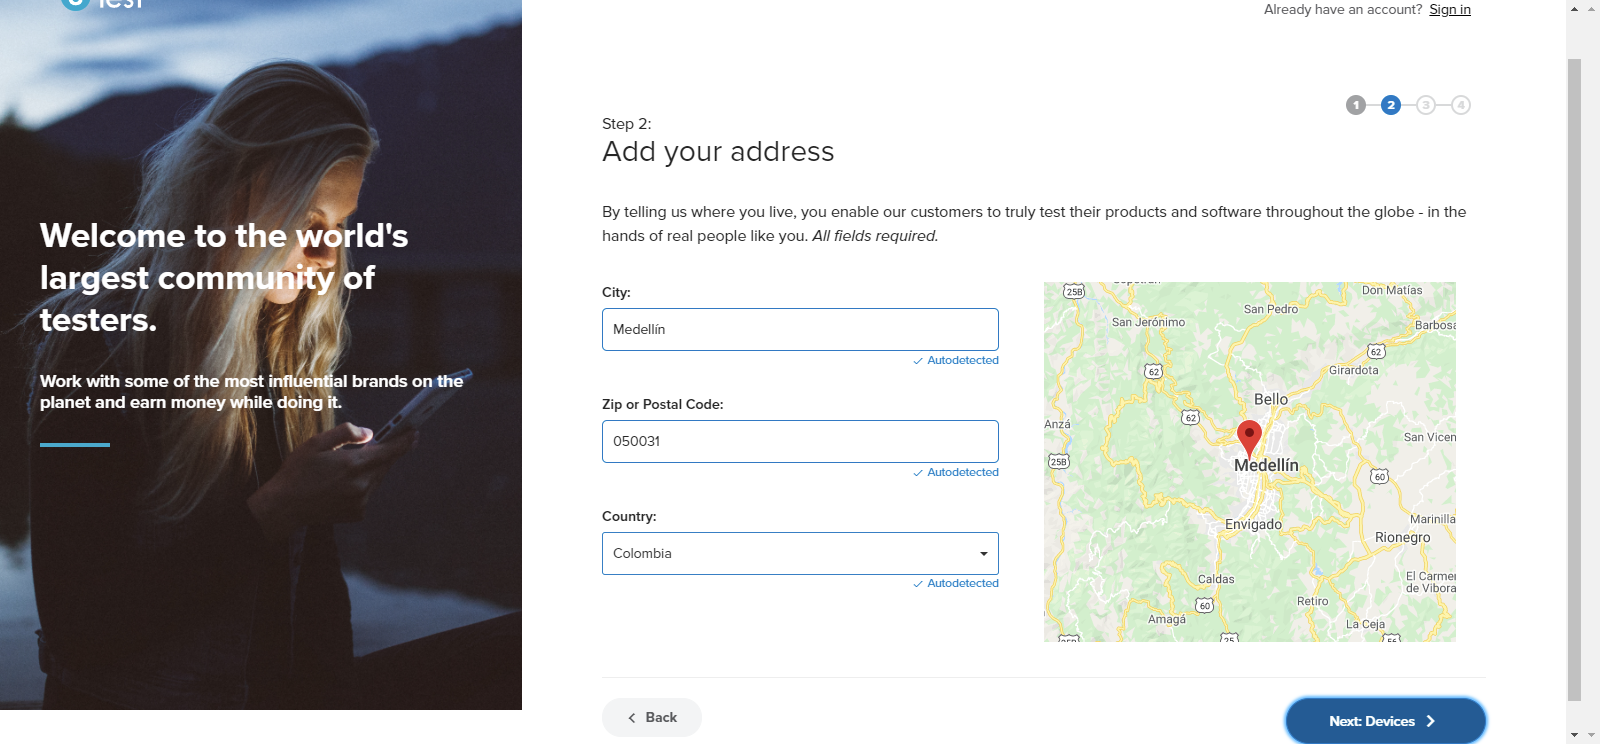 Test
Already have an account? Sign in
1 2 3 4
Step 2:
Add your address
By telling us where you live, you enable our customers to truly test their products and software throughout the globe - in the
hands of real people like you. All fields required.
Welcome to the world's
largest community of
testers.
Work with some of the most influential brands on the
planet and earn money while doing it.
City:
Medellín
Autodetected
Zip or Postal Code:
050031
Autodetected
Country:
Colombia
Autodetected
25B
Don Matías
San Pedro
San Jerónimo
Barbosa
62
Girardota
62
Bello
62
Anzá
San Vicen
25B
Medellín
60
Marinilla
Envigado
Rionegro
Caldas
El Carmen
de Vibora
60
Retiro
Amagá
La Ceja
25B
25
56
Back
Next: Devices